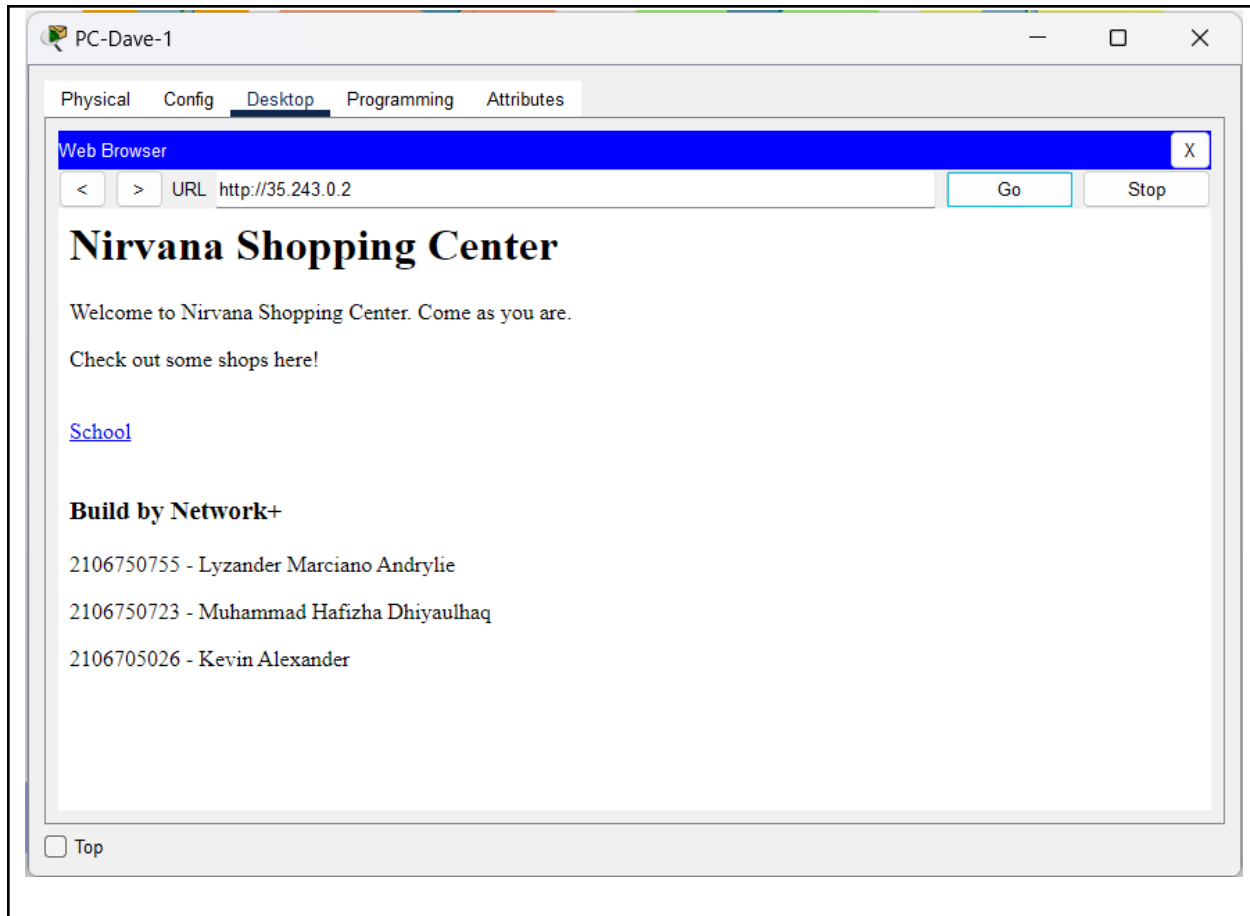 PC-Dave-1
Physical Config Desktop Programming Attributes
Web Browser X
< > URL http://35.243.0.2 Go Stop
Nirvana Shopping Center
Welcome to Nirvana Shopping Center. Come as you are.
Check out some shops here!
School
Build by Network+
2106750755 - Lyzander Marciano Andrylie
2106750723 - Muhammad Hafizha Dhiyaulhaq
2106705026 - Kevin Alexander
Top